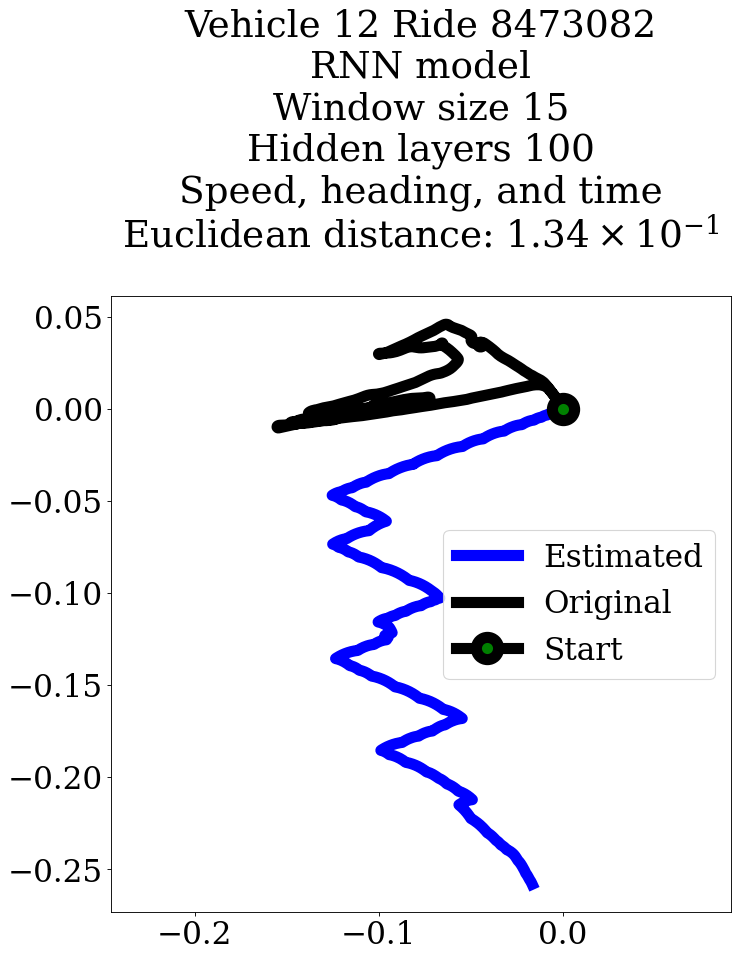 Vehicle 12 Ride 8473082
RNN model
Window size 15
Hidden layers 100
Speed, heading, and time
Euclidean distance: 1.34 × 10⁻¹
0.05
0.00
−0.05
−0.10
−0.15
−0.20
−0.25
Estimated
Original
Start
−0.2 −0.1 0.0